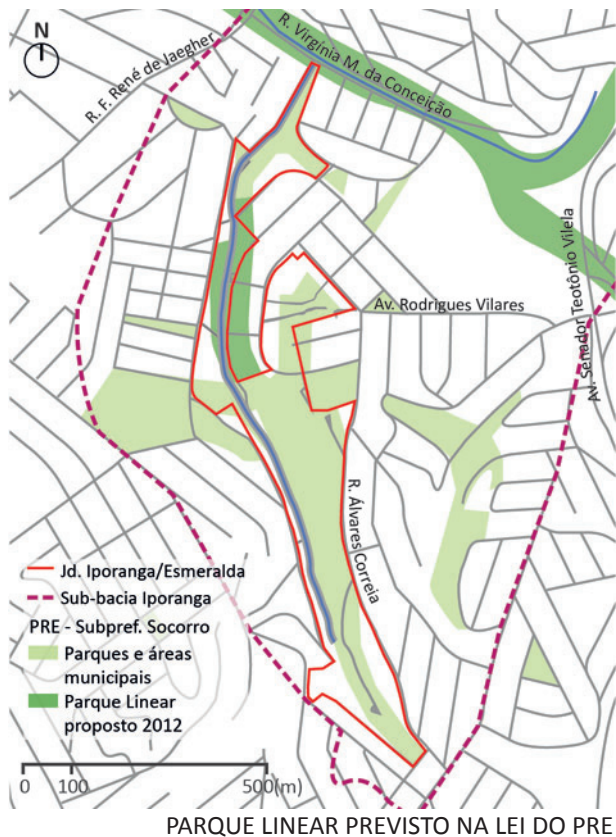 N
R. F. René de Jaegher
R. Virgínia M. da Conceição
Av. Senador Teotônio Vilela
Av. Rodrigues Vilares
R. Álvares Correia
Jd. Iporanga/Esmeralda
Sub-bacia Iporanga
PRE - Subpref. Socorro
Parques e áreas
municipais
Parque Linear
proposto 2012
0 100 500(m)
PARQUE LINEAR PREVISTO NA LEI DO PRE